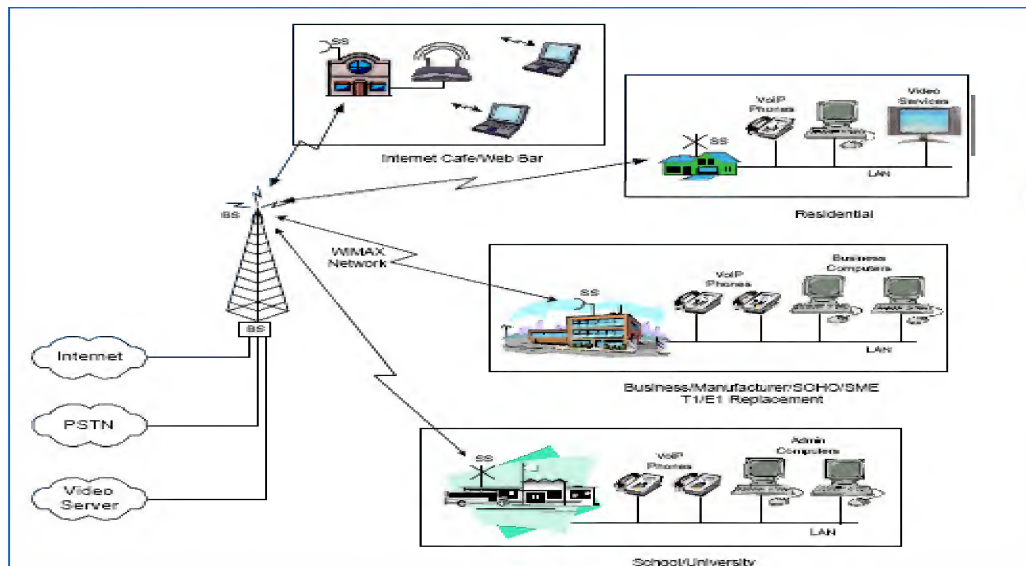 SS
Internet Cafe/Web Bar
VoIP
Phones
Video
Services
SS
LAN
Residential
BS
WIMAX
Network
SS
VoIP
Phones
Business
Computers
LAN
Business/Manufacturer/SOHO/SME
T1/E1 Replacement
BS
Internet
PSTN
Video
Server
SS
VoIP
Phones
Admin
Computers
LAN
School/University